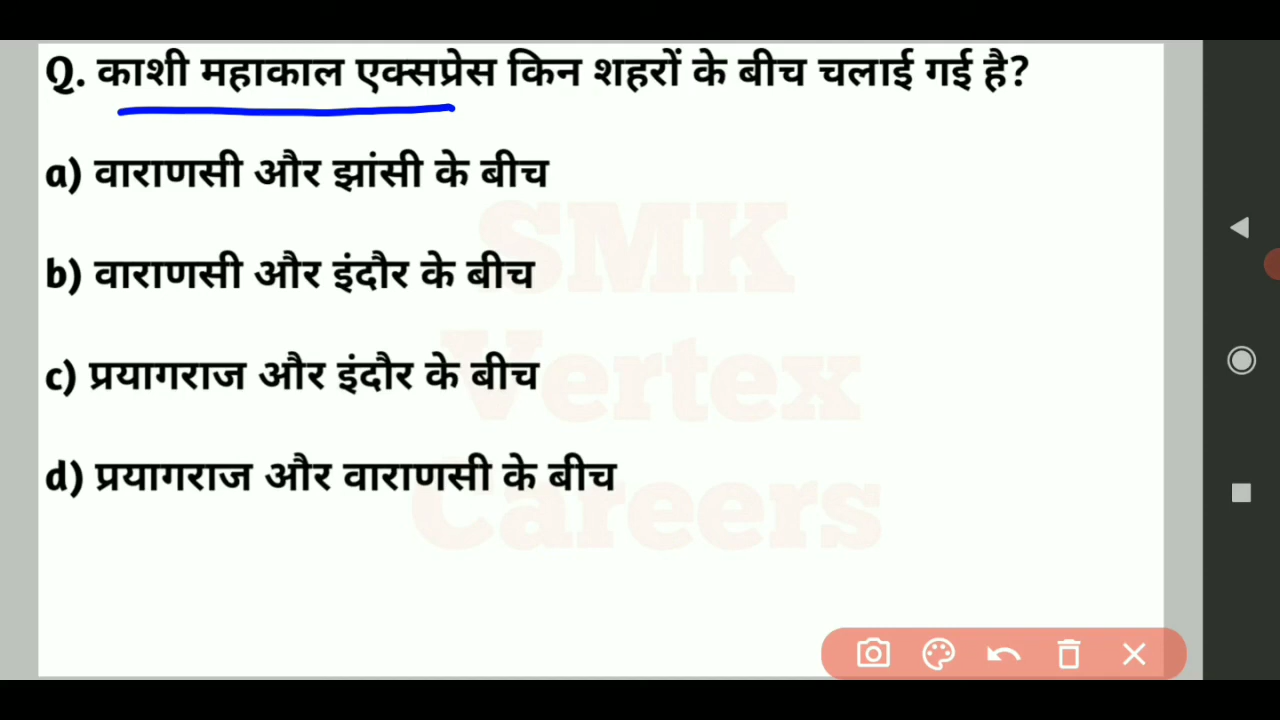 Q. काशी महाकाल एक्सप्रेस किन शहरों के बीच चलाई गई है?
a) वाराणसी और झांसी के बीच
b) वाराणसी और इंदौर के बीच
c) प्रयागराज और इंदौर के बीच
d) प्रयागराज और वाराणसी के बीच
SMK
Vertex
Careers